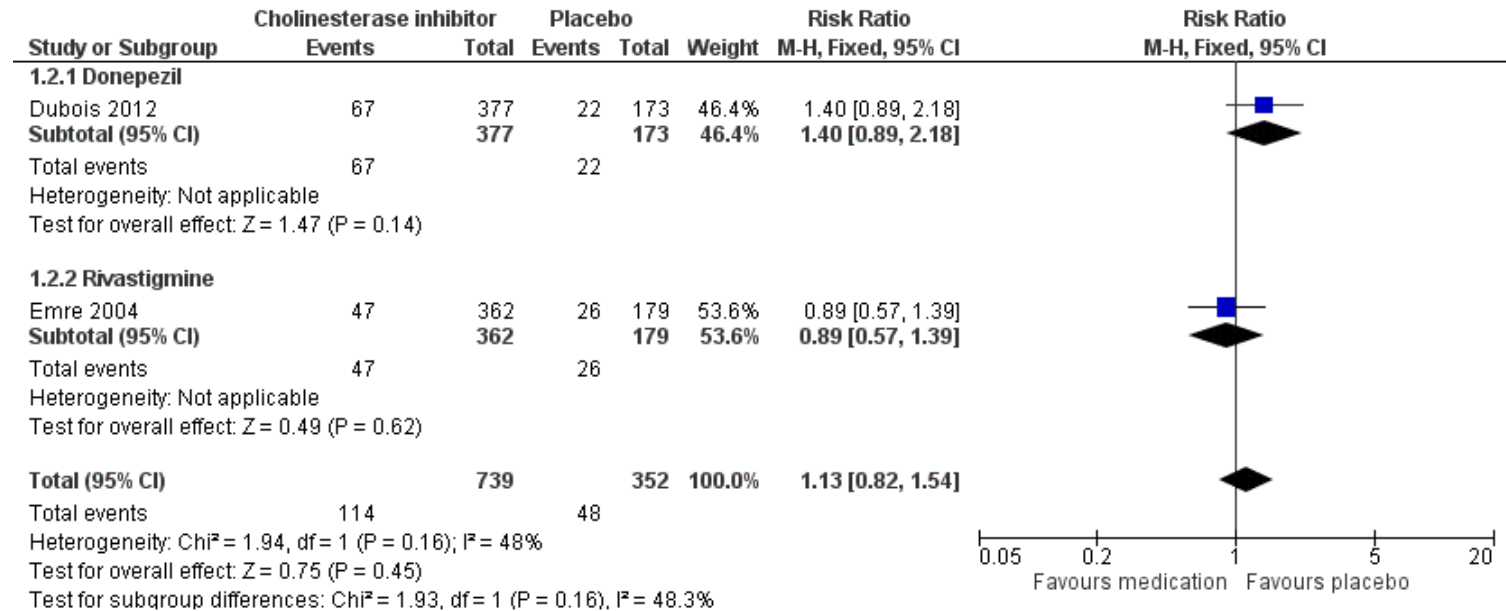 Cholinesterase inhibitor Placebo Risk Ratio Risk Ratio
Study or Subgroup Events Total Events Total Weight M-H, Fixed, 95% CI M-H, Fixed, 95% CI
1.2.1 Donepezil
Dubois 2012 67 377 22 173 46.4% 1.40 [0.89, 2.18]
Subtotal (95% CI) 377 173 46.4% 1.40 [0.89, 2.18]
Total events 67 22
Heterogeneity: Not applicable
Test for overall effect: Z = 1.47 (P = 0.14)
1.2.2 Rivastigmine
Emre 2004 47 362 26 179 53.6% 0.89 [0.57, 1.39]
Subtotal (95% CI) 362 179 53.6% 0.89 [0.57, 1.39]
Total events 47 26
Heterogeneity: Not applicable
Test for overall effect: Z = 0.49 (P = 0.62)
Total (95% CI) 739 352 100.0% 1.13 [0.82, 1.54]
Total events 114 48
Heterogeneity: Chi² = 1.94, df = 1 (P = 0.16); I² = 48%
Test for overall effect: Z = 0.75 (P = 0.45)
Test for subgroup differences: Chi² = 1.93, df = 1 (P = 0.16), I² = 48.3%
0.05 0.2 1 5 20
Favours medication Favours placebo